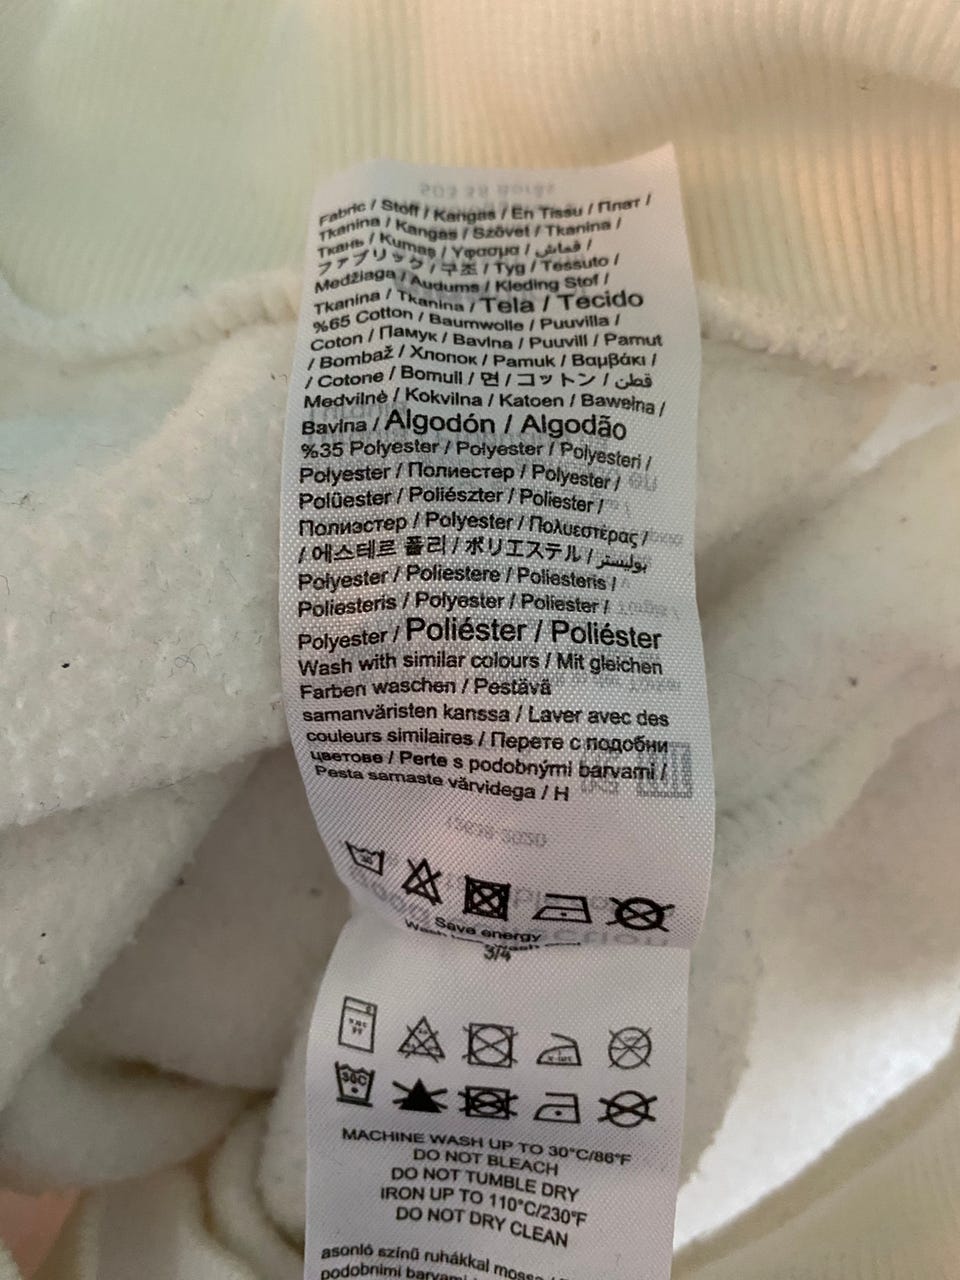 Fabric / Stoff / Kangas / En Tissu / Плат /
Tkanina / Kangas / Szövet / Tkanina /
Ткань / Kumaş / Υφασμα / قماش /
ファブリック / 구조 / Tyg / Tessuto /
Medžiaga / Audums / Kleding Stof /
Tkanina / Tkanina / Tela / Tecido
%65 Cotton / Baumwolle / Puuvilla /
Coton / Памук / Bavlna / Puuvill / Pamut
/ Bombaž / Хлопок / Pamuk / Βαμβάκι /
/ Cotone / Bomull / 면 / コットン / قطن
Medvilnė / Kokvilna / Katoen / Bawełna /
Bavlna / Algodón / Algodão
%35 Polyester / Polyester / Polyesteri /
Polyester / Полиестер / Polyester /
Polüester / Poliészter / Poliester /
Полиэстер / Polyester / Πολυεστέρας /
/ 에스테르 폴리 / ポリエステル / بوليستر
Polyester / Poliestere / Poliesteris /
Poliesteris / Polyester / Poliester /
Polyester / Poliéster / Poliéster
Wash with similar colours / Mit gleichen
Farben waschen / Pestävä
samanväristen kanssa / Laver avec des
couleurs similaires / Перете с подобни
цветове / Perte s podobnými barvami /
Pesta samaste värvidega / H
Save energy
3/4
30C
MACHINE WASH UP TO 30°C/86°F
DO NOT BLEACH
DO NOT TUMBLE DRY
IRON UP TO 110°C/230°F
DO NOT DRY CLEAN
asonló színű ruhákkal
podobnimi barvami